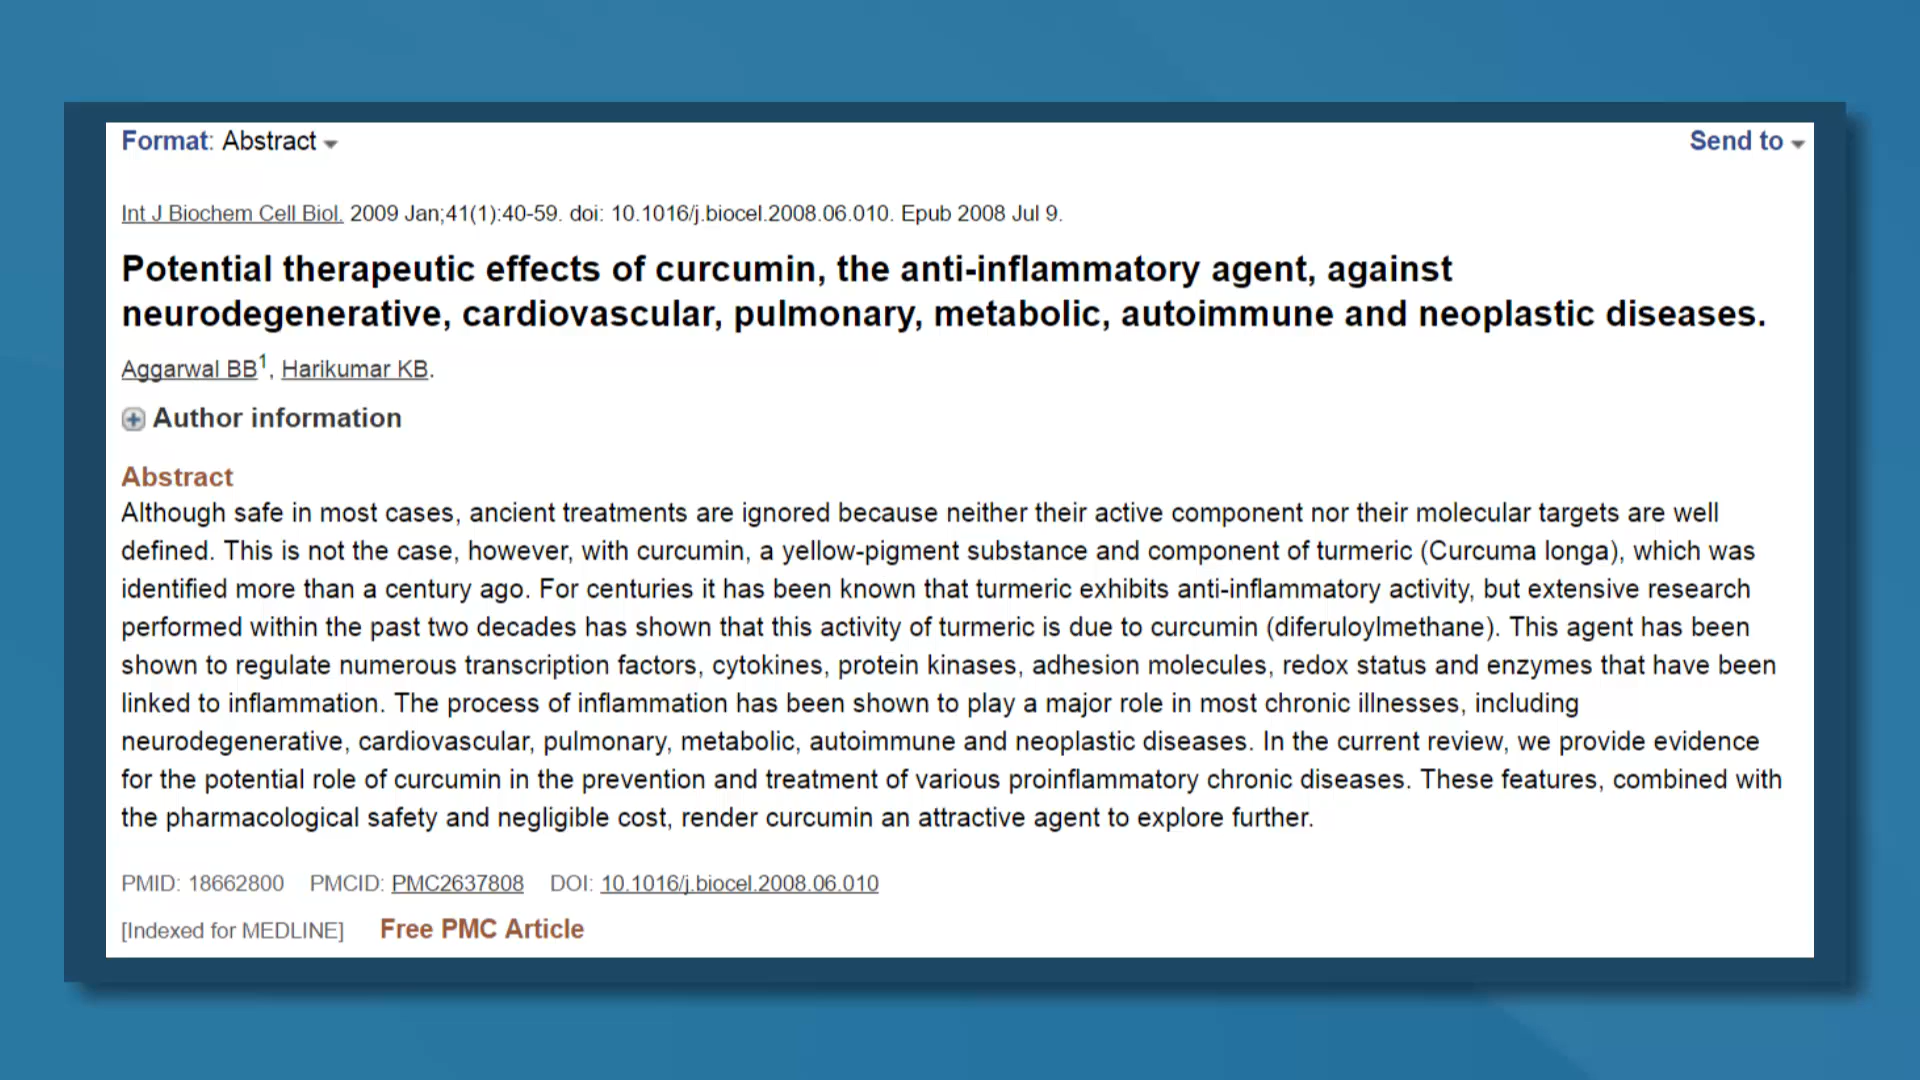 Format: Abstract
Send to
Int J Biochem Cell Biol. 2009 Jan;41(1):40-59. doi: 10.1016/j.biocel.2008.06.010. Epub 2008 Jul 9.
Potential therapeutic effects of curcumin, the anti-inflammatory agent, against
neurodegenerative, cardiovascular, pulmonary, metabolic, autoimmune and neoplastic diseases.
Aggarwal BB1, Harikumar KB.
Author information
Abstract
Although safe in most cases, ancient treatments are ignored because neither their active component nor their molecular targets are well
defined. This is not the case, however, with curcumin, a yellow-pigment substance and component of turmeric (Curcuma longa), which was
identified more than a century ago. For centuries it has been known that turmeric exhibits anti-inflammatory activity, but extensive research
performed within the past two decades has shown that this activity of turmeric is due to curcumin (diferuloylmethane). This agent has been
shown to regulate numerous transcription factors, cytokines, protein kinases, adhesion molecules, redox status and enzymes that have been
linked to inflammation. The process of inflammation has been shown to play a major role in most chronic illnesses, including
neurodegenerative, cardiovascular, pulmonary, metabolic, autoimmune and neoplastic diseases. In the current review, we provide evidence
for the potential role of curcumin in the prevention and treatment of various proinflammatory chronic diseases. These features, combined with
the pharmacological safety and negligible cost, render curcumin an attractive agent to explore further.
PMID: 18662800 PMCID: PMC2637808 DOI: 10.1016/j.biocel.2008.06.010
[Indexed for MEDLINE] Free PMC Article